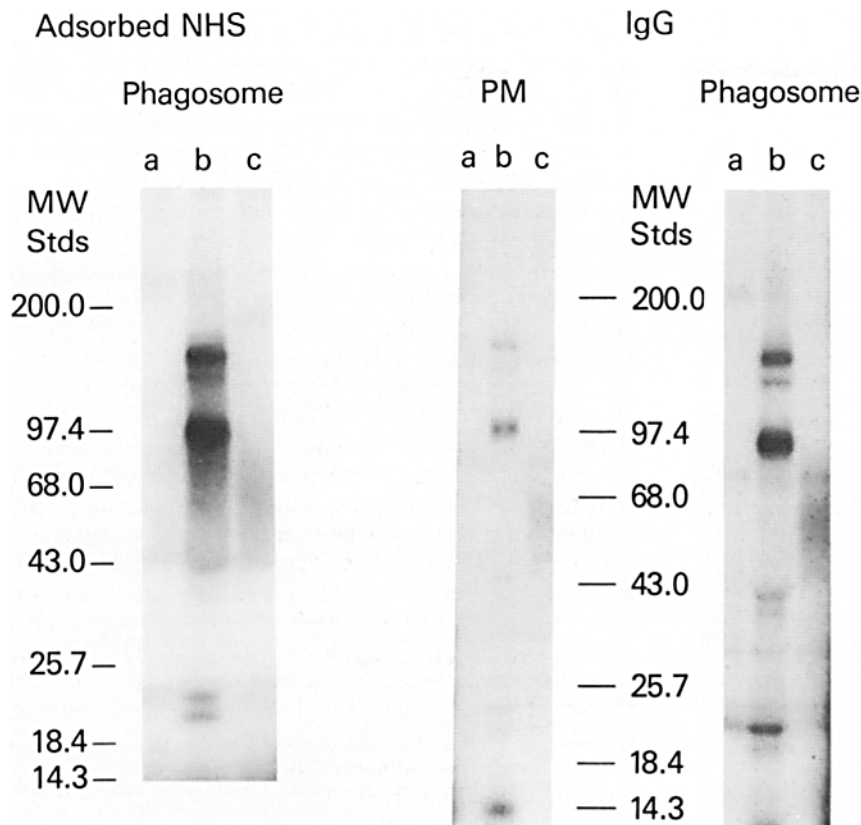 Adsorbed NHS
IgG
Phagosome
PM
Phagosome
a b c
a b c
a b c
MW
Stds
200.0
97.4
68.0
43.0
25.7
18.4
14.3
MW
Stds
200.0
97.4
68.0
43.0
25.7
18.4
14.3